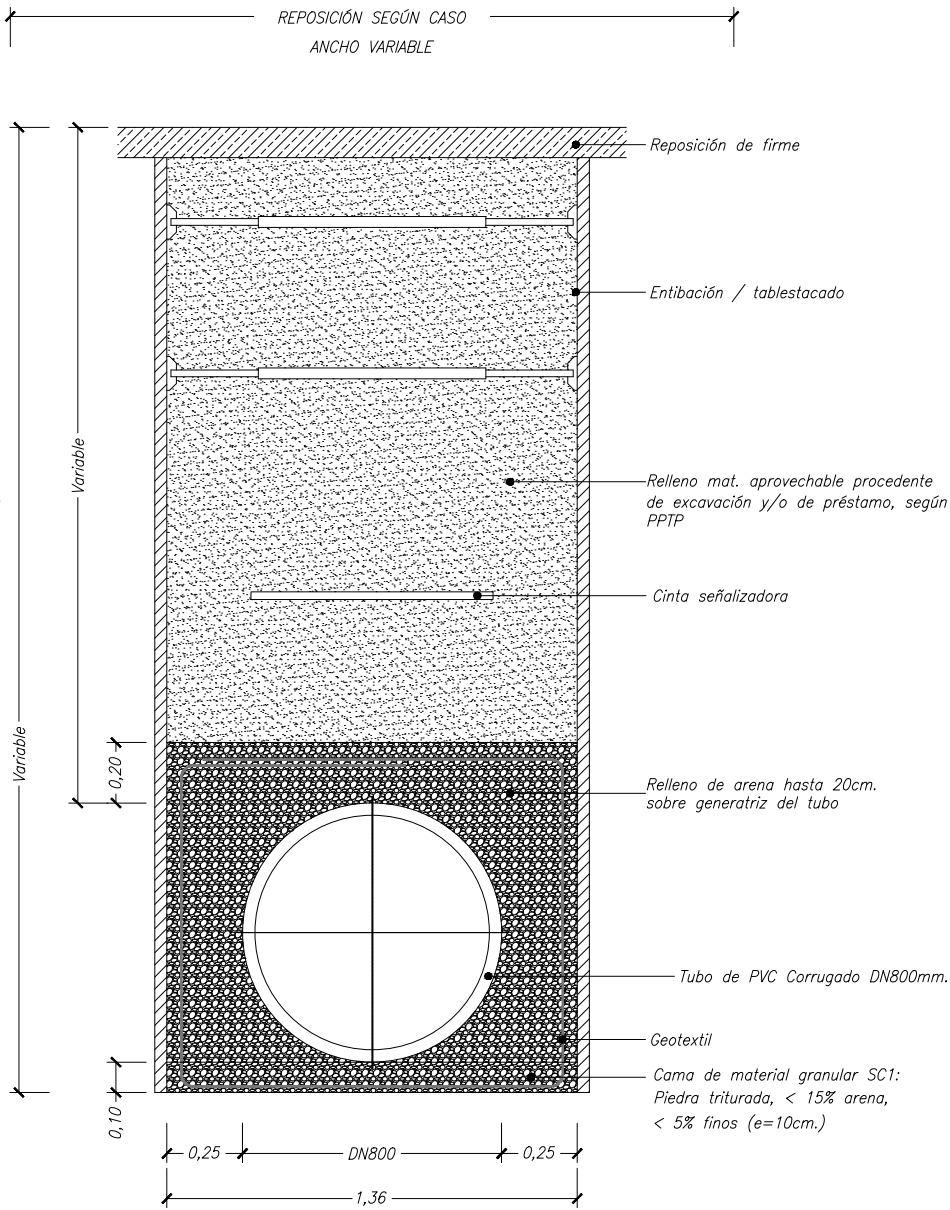 REPOSICIÓN SEGÚN CASO
ANCHO VARIABLE
Reposición de firme
Entibación / tablestacado
Variable
Relleno mat. aprovechable procedente
de excavación y/o de préstamo, según
PPTP
Cinta señalizadora
Variable
0,20
Relleno de arena hasta 20cm.
sobre generatriz del tubo
Tubo de PVC Corrugado DN800mm.
Geotextil
Cama de material granular SC1:
Piedra triturada, < 15% arena,
< 5% finos (e=10cm.)
0,10
0,25
DN800
0,25
1,36